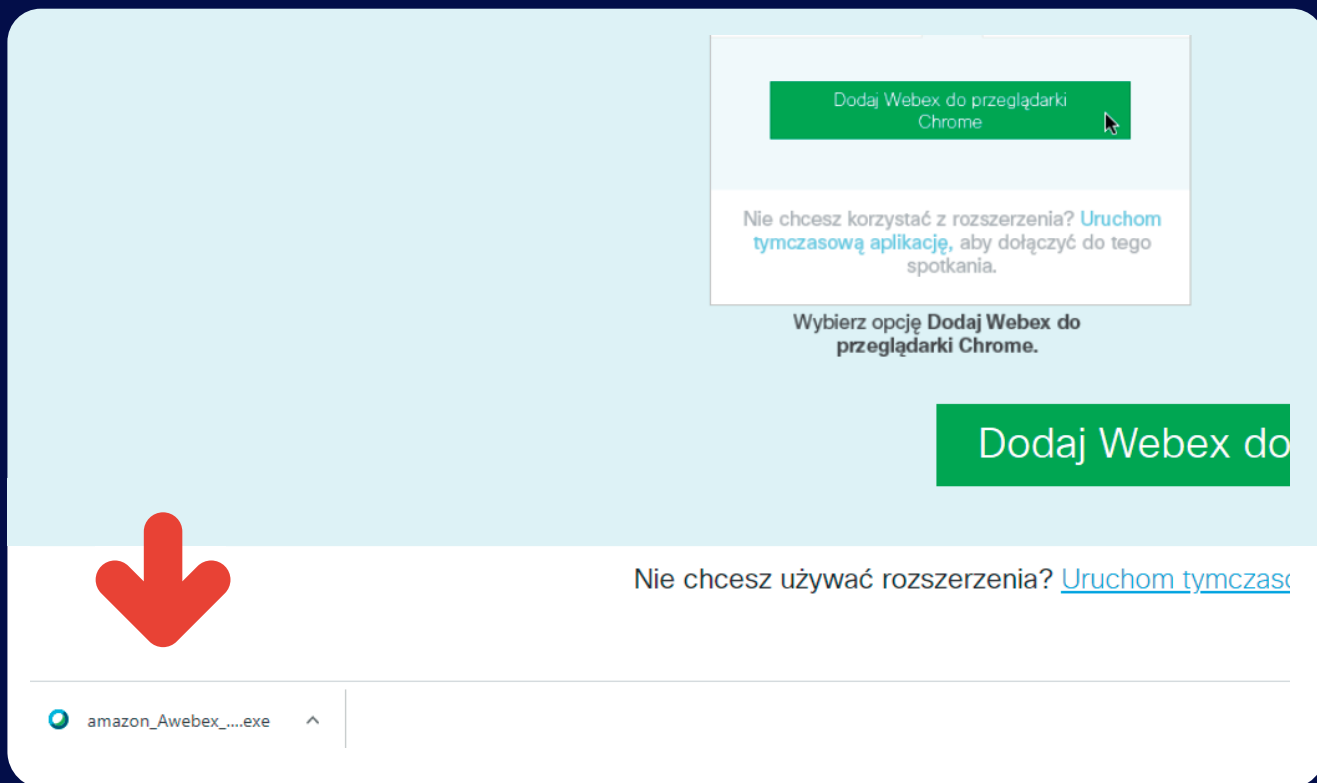 Dodaj Webex do przeglądarki
Chrome
Nie chcesz korzystać z rozszerzenia? Uruchom
tymczasową aplikację, aby dołączyć do tego
spotkania.
Wybierz opcję Dodaj Webex do
przeglądarki Chrome.
Dodaj Webex do
Nie chcesz używać rozszerzenia? Uruchom
amazon_Awebex_....exe